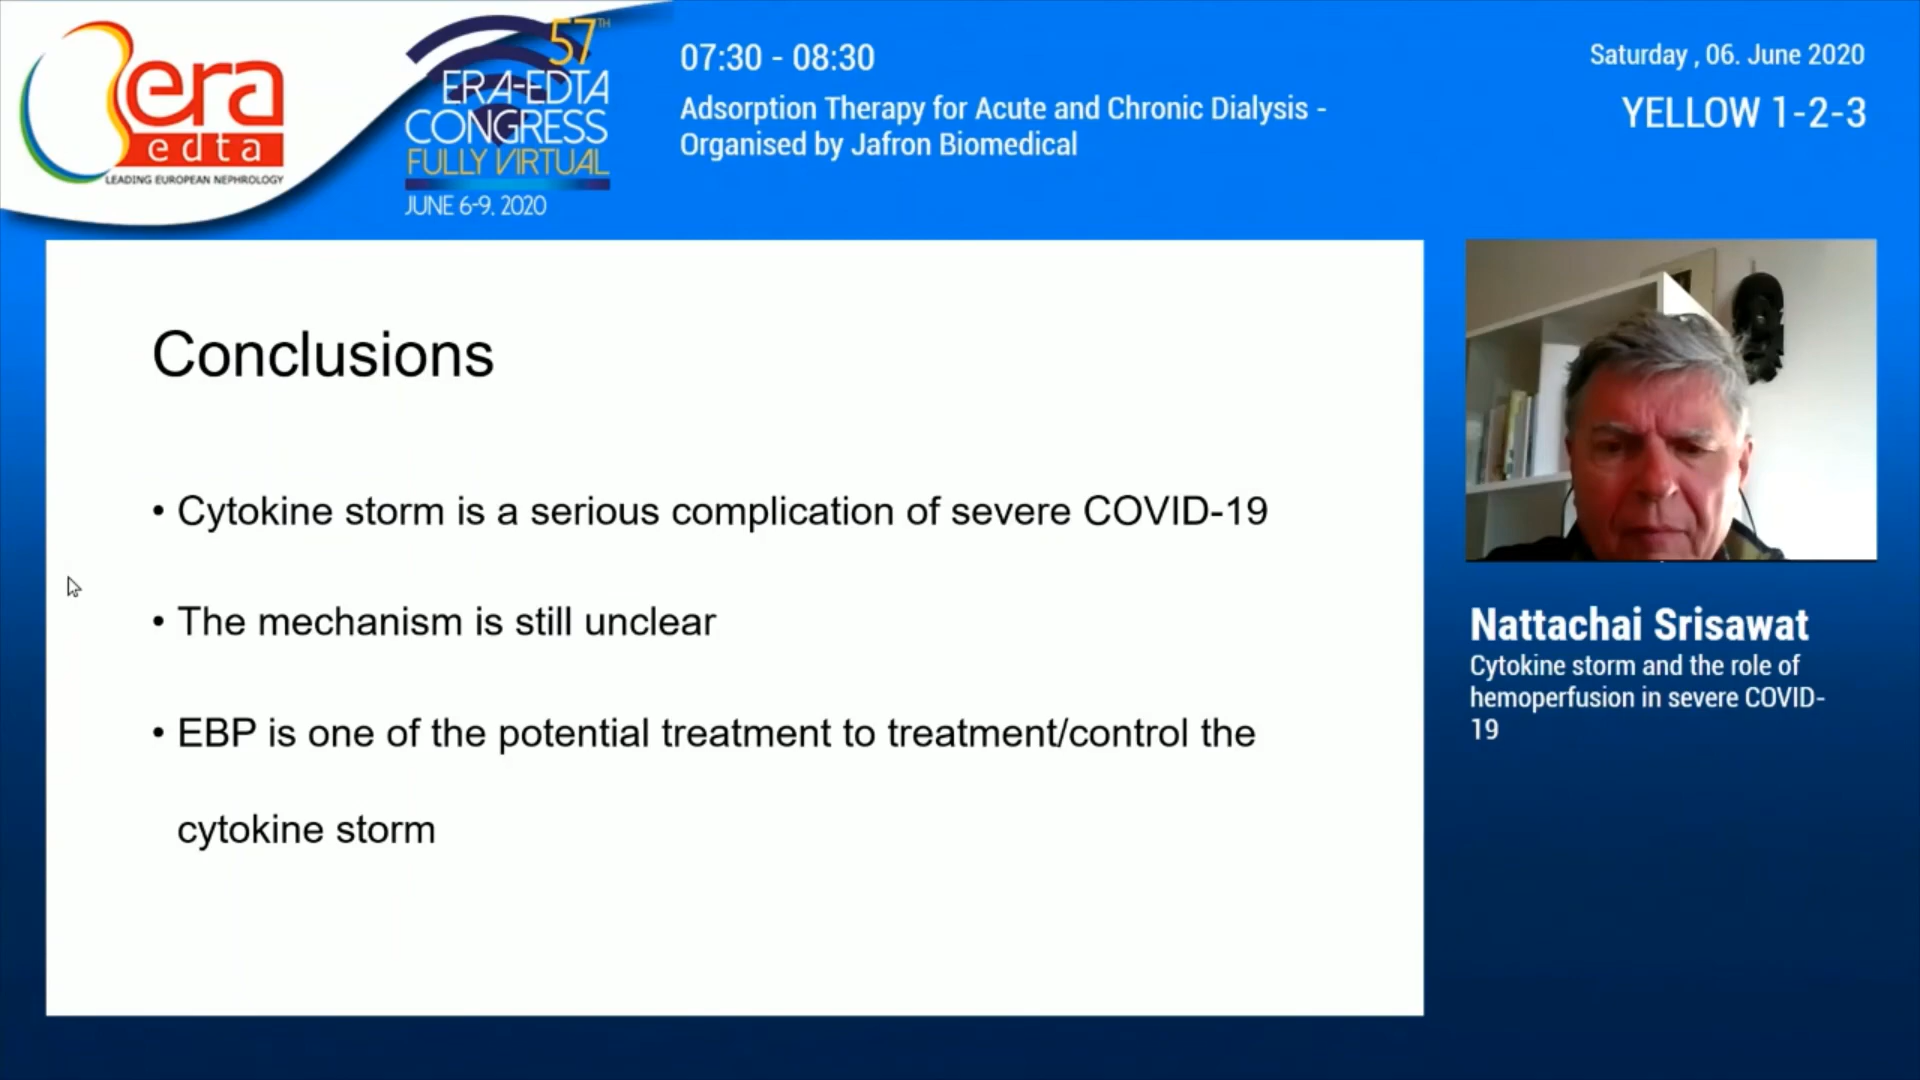 era
edta
LEADING EUROPEAN NEPHROLOGY
57TH
ERA-EDTA
CONGRESS
FULLY VIRTUAL
JUNE 6-9, 2020
07:30 - 08:30
Adsorption Therapy for Acute and Chronic Dialysis -
Organised by Jafron Biomedical
Saturday , 06. June 2020
YELLOW 1-2-3
Conclusions
• Cytokine storm is a serious complication of severe COVID-19
• The mechanism is still unclear
• EBP is one of the potential treatment to treatment/control the
cytokine storm
Nattachai Srisawat
Cytokine storm and the role of
hemoperfusion in severe COVID-
19